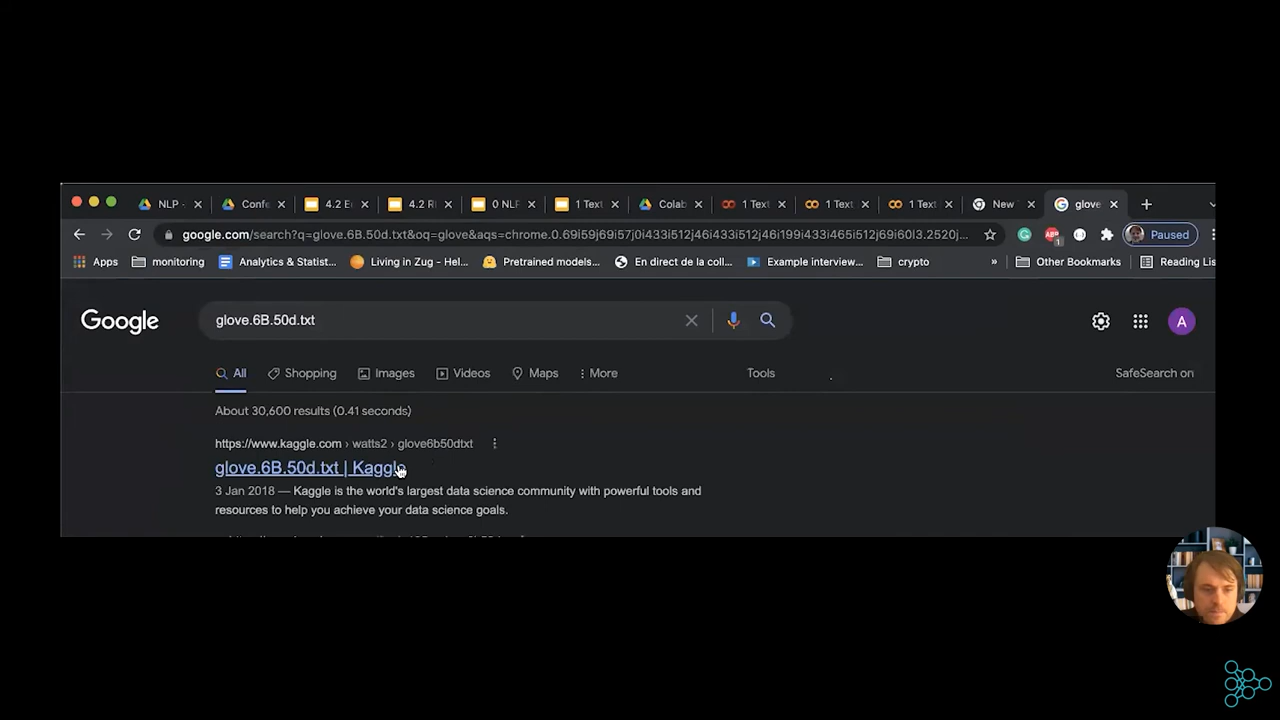 NLP -
Confe
4.2 E
4.2 R
0 NLF
1 Text
Colab
1 Text
1 Text
1 Text
New
glove
google.com/search?q=glove.6B.50d.txt&oq=glove&aqs=chrome.0.69i59j69i57j0i433i512j46i433i512j46i199i433i465i512j69i60l3.2520j...
Paused
Apps
monitoring
Analytics & Statist...
Living in Zug - Hel...
Pretrained models...
En direct de la coll...
Example interview...
crypto
»
Other Bookmarks
Reading Lis
Google
glove.6B.50d.txt
A
All
Shopping
Images
Videos
Maps
More
Tools
SafeSearch on
About 30,600 results (0.41 seconds)
https://www.kaggle.com › watts2 › glove6b50dtxt
glove.6B.50d.txt | Kaggle
3 Jan 2018 — Kaggle is the world's largest data science community with powerful tools and
resources to help you achieve your data science goals.